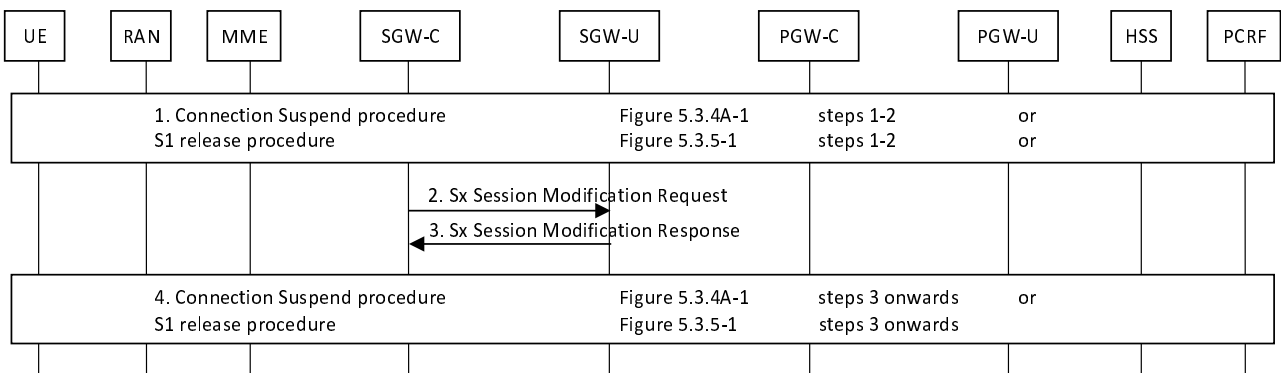 UE RAN MME SGW-C SGW-U PGW-C PGW-U HSS PCRF
1. Connection Suspend procedure Figure 5.3.4A-1 steps 1-2 or
S1 release procedure Figure 5.3.5-1 steps 1-2 or
2. Sx Session Modification Request
3. Sx Session Modification Response
4. Connection Suspend procedure Figure 5.3.4A-1 steps 3 onwards or
S1 release procedure Figure 5.3.5-1 steps 3 onwards